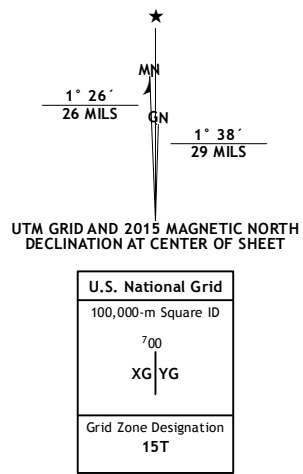 MN
1° 26´
26 MILS
GN
1° 38´
29 MILS
UTM GRID AND 2015 MAGNETIC NORTH
DECLINATION AT CENTER OF SHEET
U.S. National Grid
100,000-m Square ID
⁷00
XG YG
Grid Zone Designation
15T